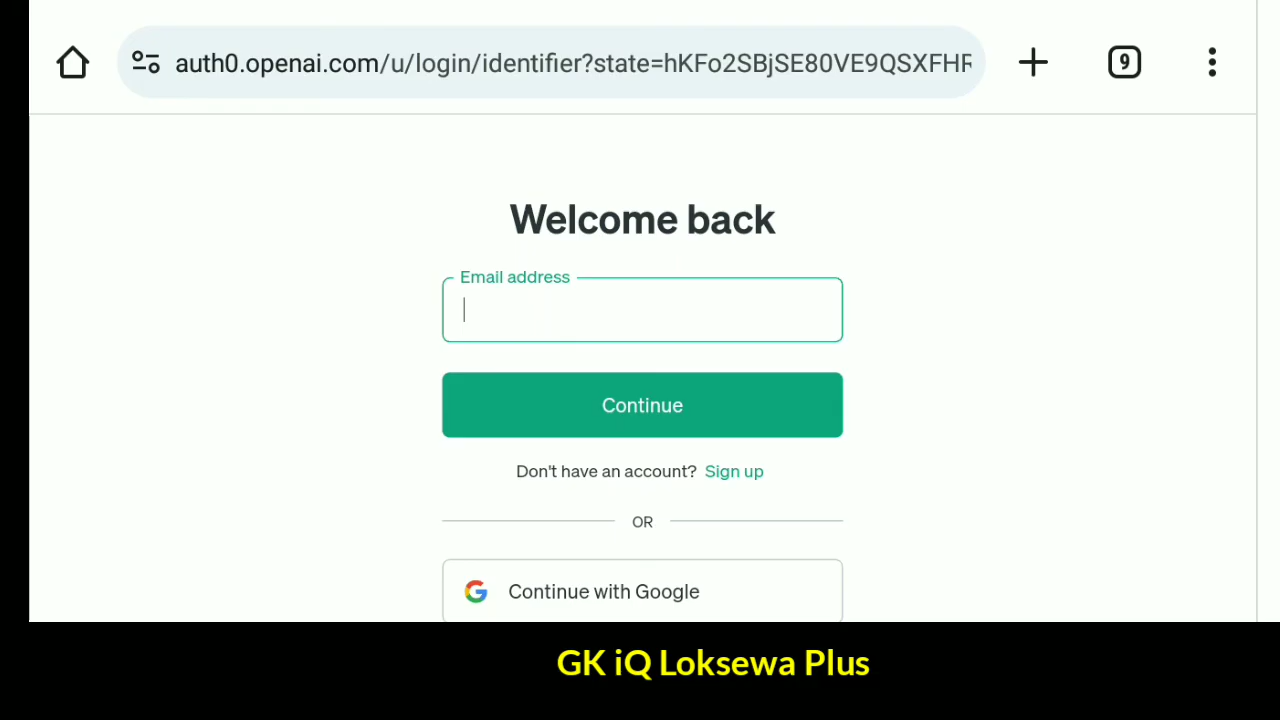 auth0.openai.com/u/login/identifier?state=hKFo2SBjSE80VE9QSXFHR
9
Welcome back
Email address
Continue
Don't have an account? Sign up
OR
Continue with Google
GK iQ Loksewa Plus